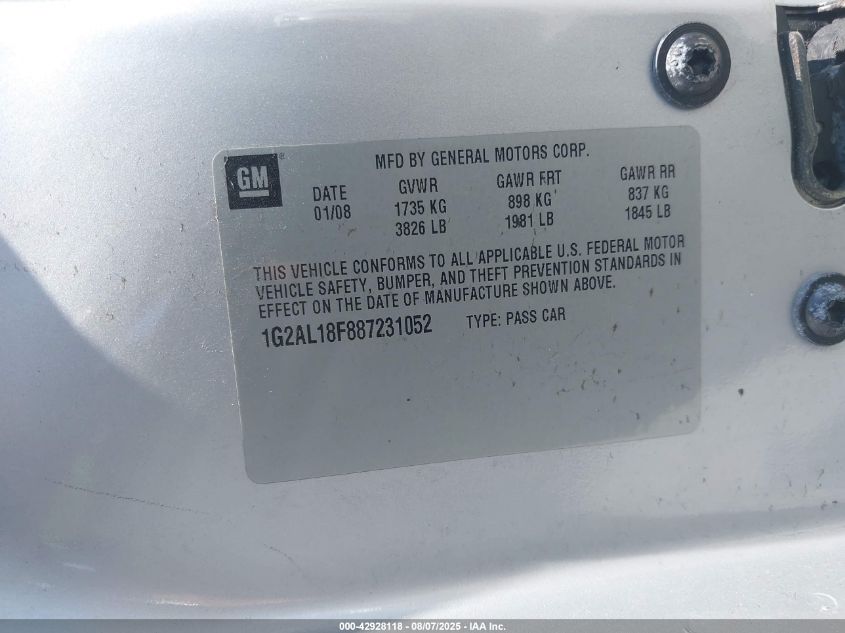 GM
MFD BY GENERAL MOTORS CORP.
DATE GVWR GAWR FRT GAWR RR
01/08 1735 KG 898 KG 837 KG
3826 LB 1981 LB 1845 LB
THIS VEHICLE CONFORMS TO ALL APPLICABLE U.S. FEDERAL MOTOR
VEHICLE SAFETY, BUMPER, AND THEFT PREVENTION STANDARDS IN
EFFECT ON THE DATE OF MANUFACTURE SHOWN ABOVE.
1G2AL18F887231052 TYPE: PASS CAR
000-42928118 - 08/07/2025 - IAA Inc.